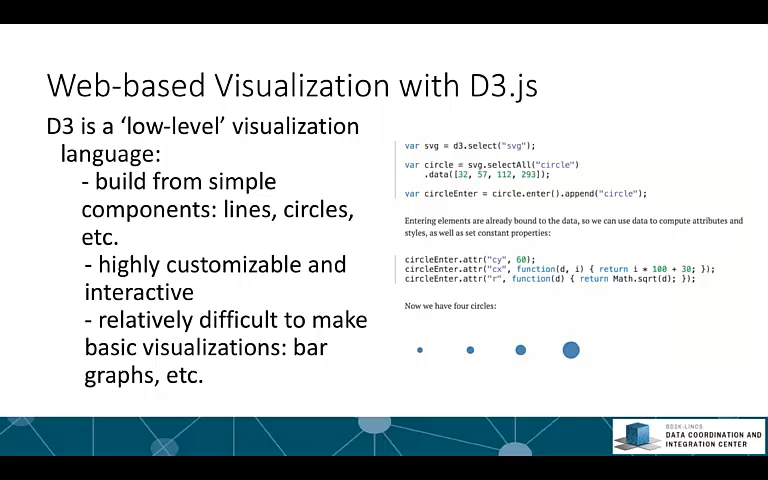 Web-based Visualization with D3.js
D3 is a ‘low-level’ visualization
language:
- build from simple
components: lines, circles,
etc.
- highly customizable and
interactive
- relatively difficult to make
basic visualizations: bar
graphs, etc.
var svg = d3.select("svg");
var circle = svg.selectAll("circle")
.data([32, 57, 112, 293]);
var circleEnter = circle.enter().append("circle");
Entering elements are already bound to the data, so we can use data to compute attributes and
styles, as well as set constant properties:
circleEnter.attr("cy", 60);
circleEnter.attr("cx", function(d, i) { return i * 100 + 30; });
circleEnter.attr("r", function(d) { return Math.sqrt(d); });
Now we have four circles:
BD2K-LINCS
DATA COORDINATION AND
INTEGRATION CENTER